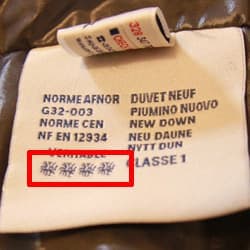 NORME AFNOR
G32-003
NORME CEN
NF EN 12934
VERITABLE
DUVET NEUF
PIUMINO NUOVO
NEW DOWN
NEU DAUNE
NYTT DUN
CLASSE 1